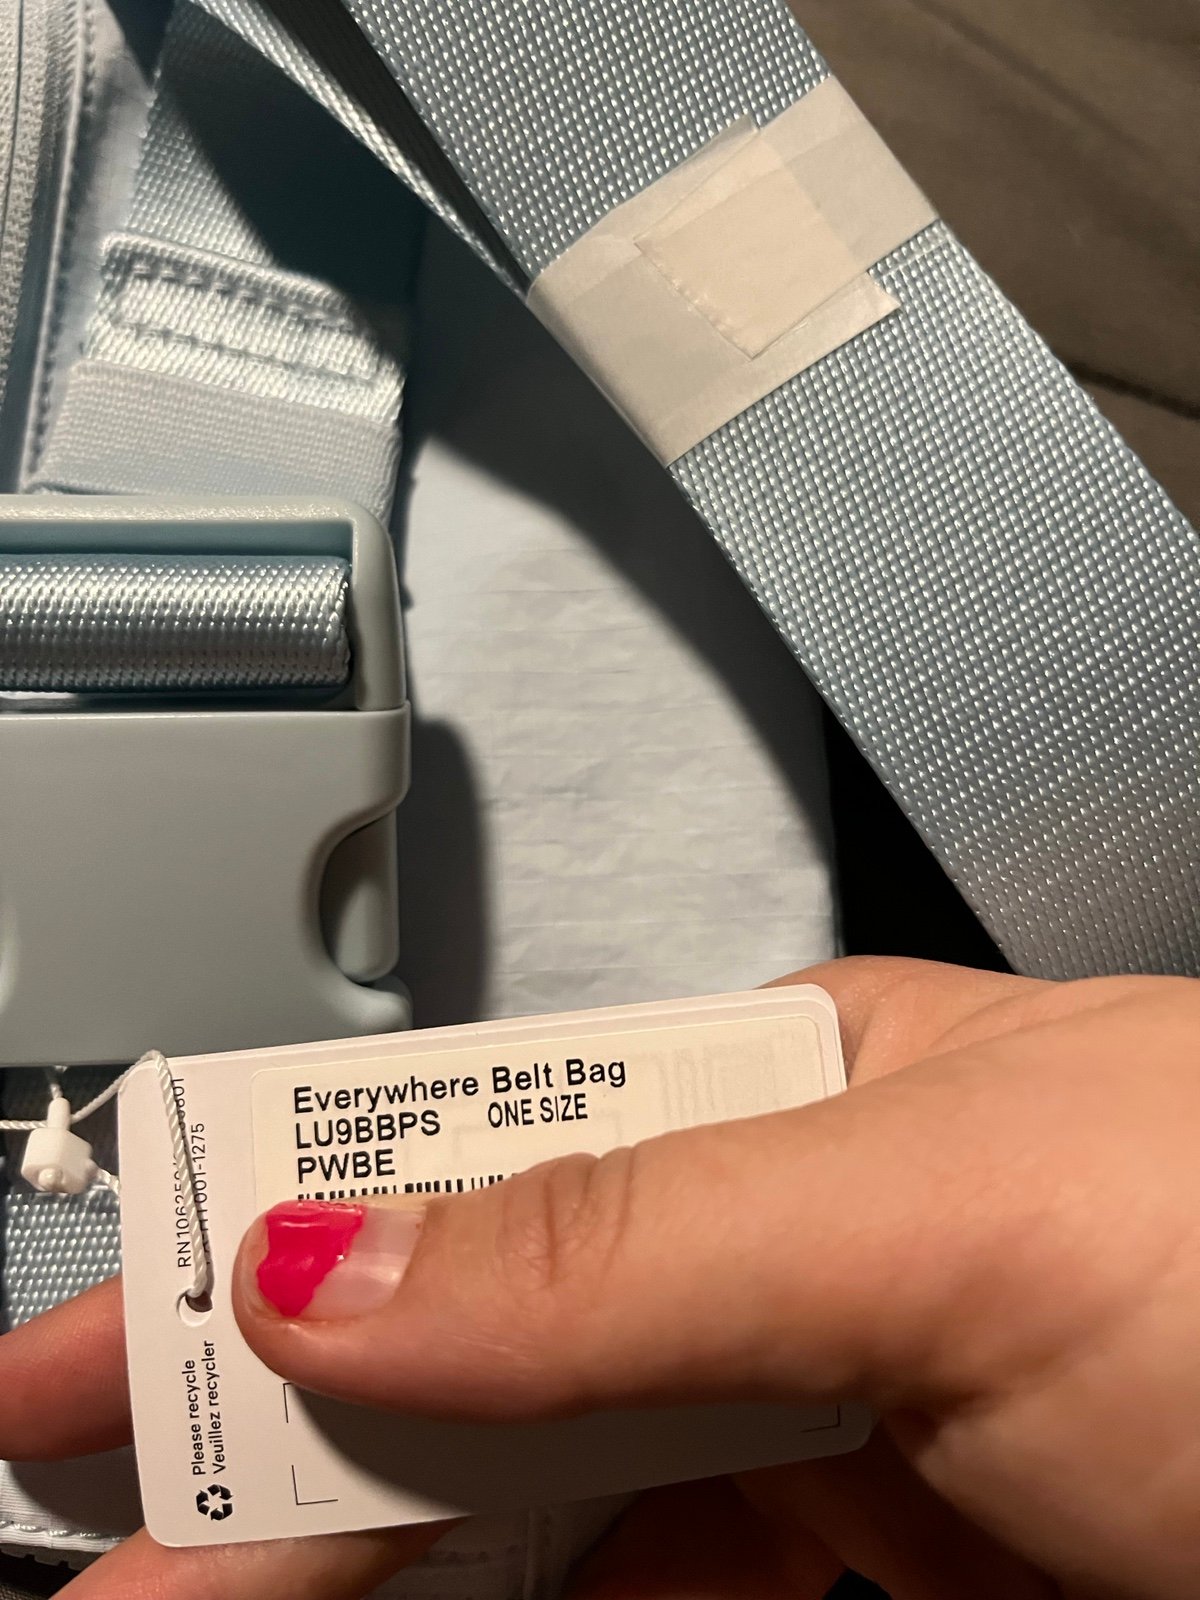 Everywhere Belt Bag
LU9BBPS ONE SIZE
PWBE
Please recycle
Veuillez recycler